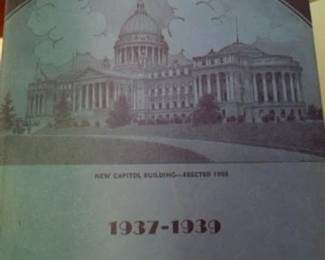 NEW CAPITOL BUILDING—ERECTED 1903
1937-1939